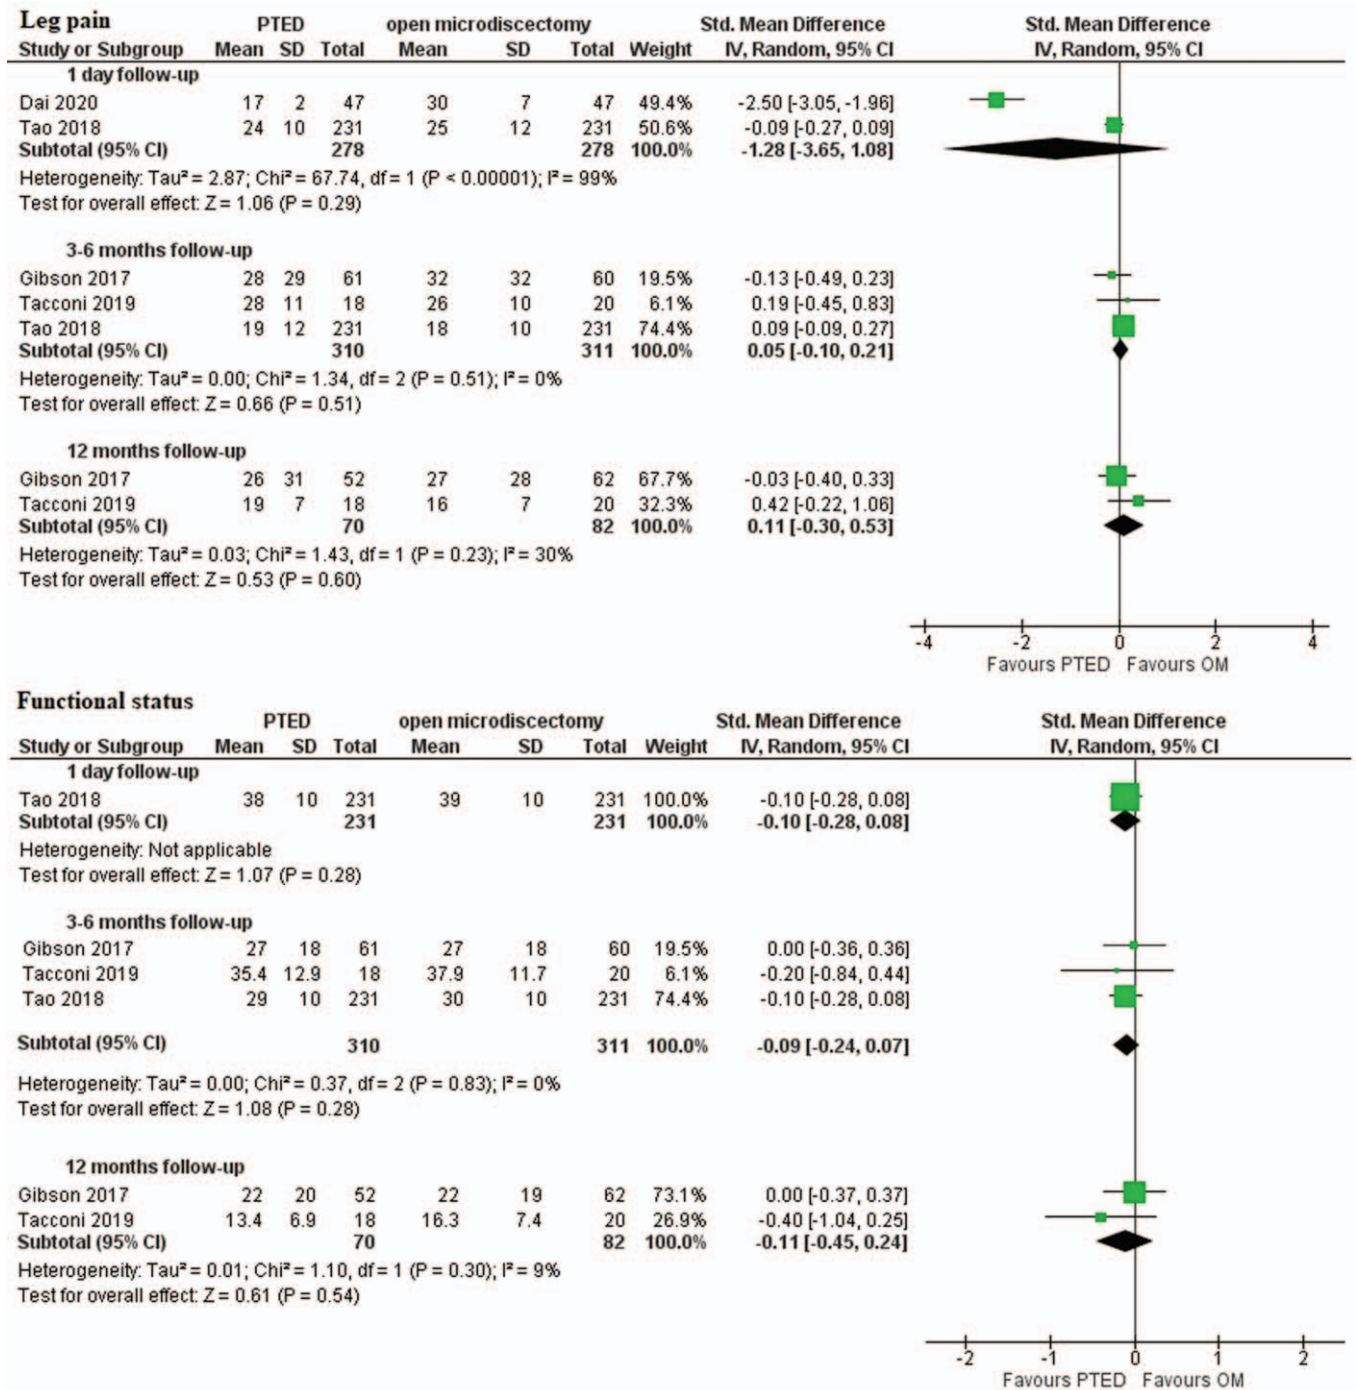 Leg pain PTED open microdiscectomy Std. Mean Difference Std. Mean Difference
Study or Subgroup Mean SD Total Mean SD Total Weight IV, Random, 95% CI IV, Random, 95% CI
1 day follow-up
Dai 2020 17 2 47 30 7 47 49.4% -2.50 [-3.05, -1.96]
Tao 2018 24 10 231 25 12 231 50.6% -0.09 [-0.27, 0.09]
Subtotal (95% CI) 278 278 100.0% -1.28 [-3.65, 1.08]
Heterogeneity: Tau² = 2.87; Chi² = 67.74, df = 1 (P < 0.00001); I² = 99%
Test for overall effect: Z = 1.06 (P = 0.29)
3-6 months follow-up
Gibson 2017 28 29 61 32 32 60 19.5% -0.13 [-0.49, 0.23]
Tacconi 2019 28 11 18 26 10 20 6.1% 0.19 [-0.45, 0.83]
Tao 2018 19 12 231 18 10 231 74.4% 0.09 [-0.09, 0.27]
Subtotal (95% CI) 310 311 100.0% 0.05 [-0.10, 0.21]
Heterogeneity: Tau² = 0.00; Chi² = 1.34, df = 2 (P = 0.51); I² = 0%
Test for overall effect: Z = 0.66 (P = 0.51)
12 months follow-up
Gibson 2017 26 31 52 27 28 62 67.7% -0.03 [-0.40, 0.33]
Tacconi 2019 19 7 18 16 7 20 32.3% 0.42 [-0.22, 1.06]
Subtotal (95% CI) 70 82 100.0% 0.11 [-0.30, 0.53]
Heterogeneity: Tau² = 0.03; Chi² = 1.43, df = 1 (P = 0.23); I² = 30%
Test for overall effect: Z = 0.53 (P = 0.60)
-4 -2 0 2 4
Favours PTED Favours OM
Functional status
PTED open microdiscectomy Std. Mean Difference Std. Mean Difference
Study or Subgroup Mean SD Total Mean SD Total Weight IV, Random, 95% CI IV, Random, 95% CI
1 day follow-up
Tao 2018 38 10 231 39 10 231 100.0% -0.10 [-0.28, 0.08]
Subtotal (95% CI) 231 231 100.0% -0.10 [-0.28, 0.08]
Heterogeneity: Not applicable
Test for overall effect: Z = 1.07 (P = 0.28)
3-6 months follow-up
Gibson 2017 27 18 61 27 18 60 19.5% 0.00 [-0.36, 0.36]
Tacconi 2019 35.4 12.9 18 37.9 11.7 20 6.1% -0.20 [-0.84, 0.44]
Tao 2018 29 10 231 30 10 231 74.4% -0.10 [-0.28, 0.08]
Subtotal (95% CI) 310 311 100.0% -0.09 [-0.24, 0.07]
Heterogeneity: Tau² = 0.00; Chi² = 0.37, df = 2 (P = 0.83); I² = 0%
Test for overall effect: Z = 1.08 (P = 0.28)
12 months follow-up
Gibson 2017 22 20 52 22 19 62 73.1% 0.00 [-0.37, 0.37]
Tacconi 2019 13.4 6.9 18 16.3 7.4 20 26.9% -0.40 [-1.04, 0.25]
Subtotal (95% CI) 70 82 100.0% -0.11 [-0.45, 0.24]
Heterogeneity: Tau² = 0.01; Chi² = 1.10, df = 1 (P = 0.30); I² = 9%
Test for overall effect: Z = 0.61 (P = 0.54)
-2 -1 0 1 2
Favours PTED Favours OM